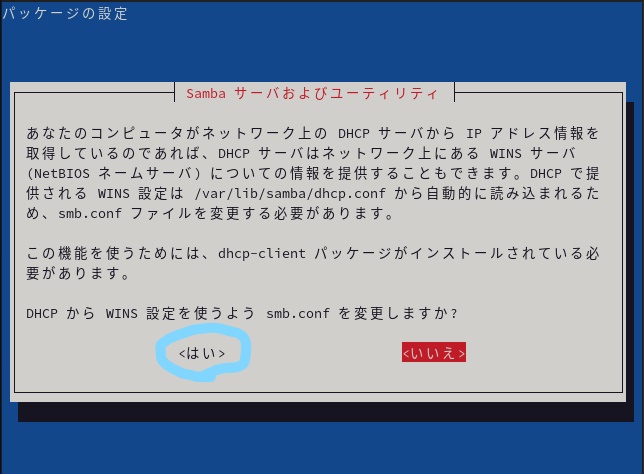 パッケージの設定
Samba サーバおよびユーティリティ
あなたのコンピュータがネットワーク上の DHCP サーバから IP アドレス情報を
取得しているのであれば、DHCP サーバはネットワーク上にある WINS サーバ
(NetBIOS ネームサーバ) についての情報を提供することもできます。DHCP で提
供される WINS 設定は /var/lib/samba/dhcp.conf から自動的に読み込まれるた
め、smb.conf ファイルを変更する必要があります。
この機能を使うためには、dhcp-client パッケージがインストールされている必
要があります。
DHCP から WINS 設定を使うよう smb.conf を変更しますか?
<はい> <いいえ>